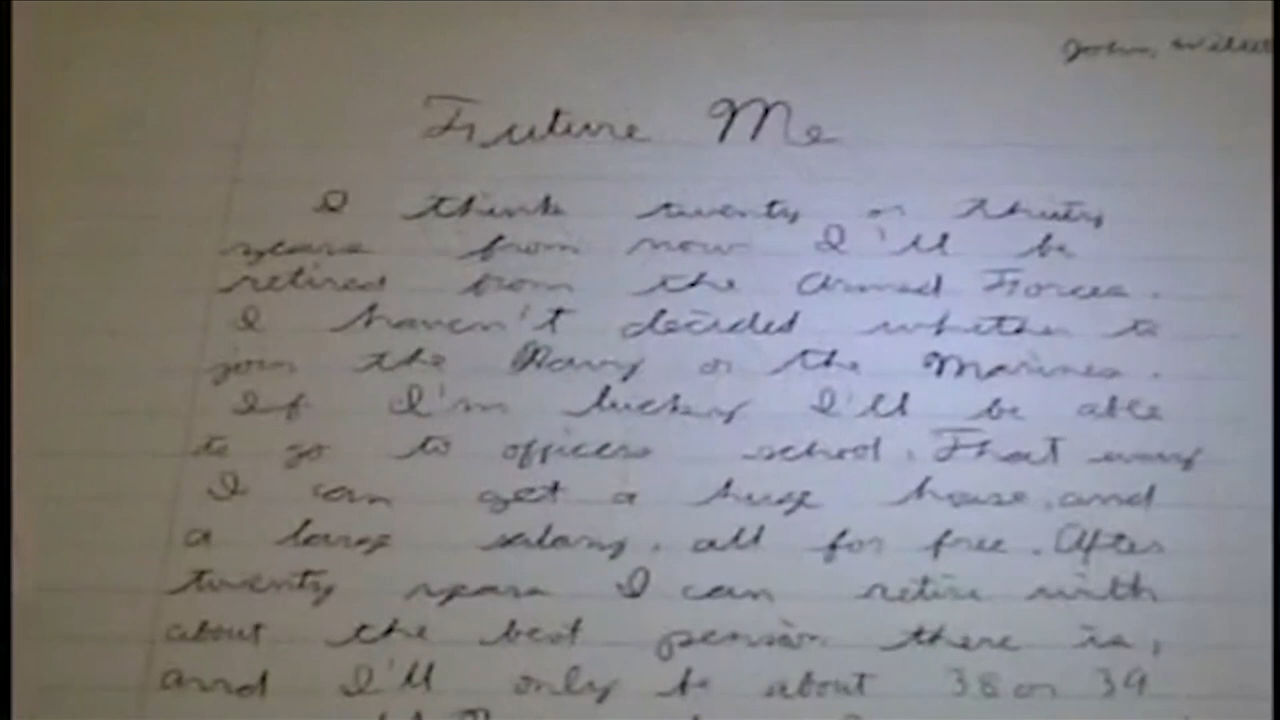 John,
Future Me
I think twenty or thirty
years from now I'll be
retired from the Armed Forces.
I haven't decided whether to
join the Navy or the Marines.
If I'm lucky I'll be able
to go to officers school. That way
I can get a huge house, and
a large salary, all for free. After
twenty years I can retire with
about the best pension there is,
and I'll only be about 38 or 39